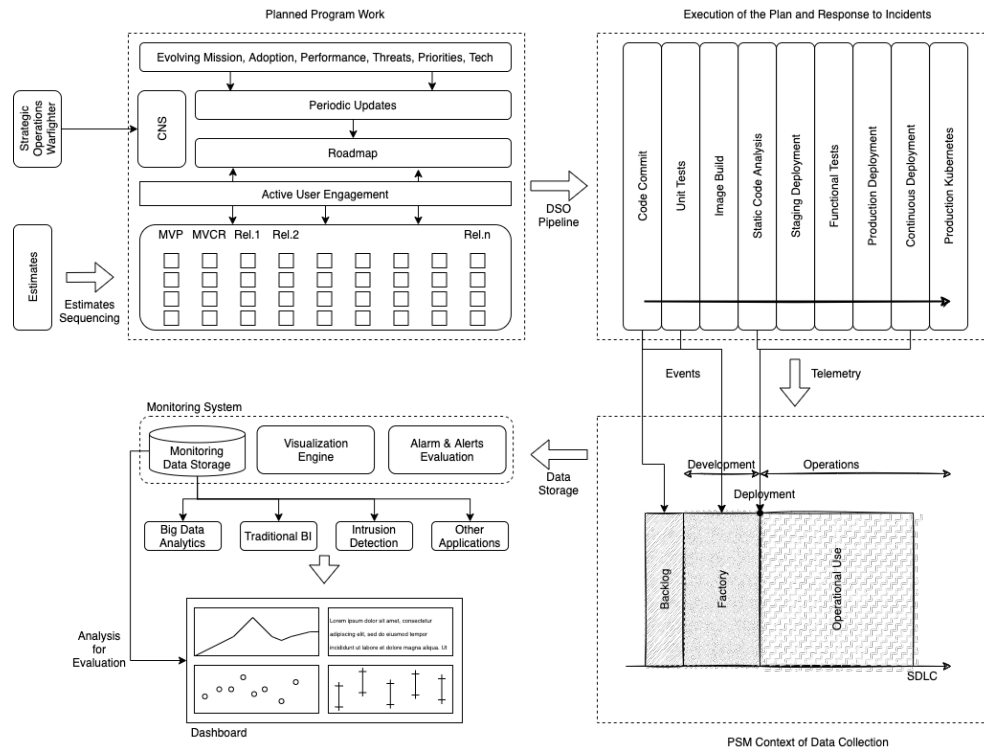 Planned Program Work
Evolving Mission, Adoption, Performance, Threats, Priorities, Tech
Strategic
Operations
Warfighter
CNS
Periodic Updates
Roadmap
Active User Engagement
MVP MVCR Rel.1 Rel.2 Rel.n
Estimates
Estimates
Sequencing
DSO
Pipeline
Execution of the Plan and Response to Incidents
Code Commit
Unit Tests
Image Build
Static Code Analysis
Staging Deployment
Functional Tests
Production Deployment
Continuous Deployment
Production Kubernetes
Events
Telemetry
Monitoring System
Monitoring
Data Storage
Visualization
Engine
Alarm & Alerts
Evaluation
Data
Storage
Development
Operations
Deployment
Backlog
Factory
Operational Use
SDLC
PSM Context of Data Collection
Big Data
Analytics
Traditional BI
Intrusion
Detection
Other
Applications
Analysis
for
Evaluation
Lorem ipsum dolor sit amet, consectetur
adipiscing elit, sed do eiusmod tempor
incididunt ut labore et dolore magna aliqua. Ut
Dashboard